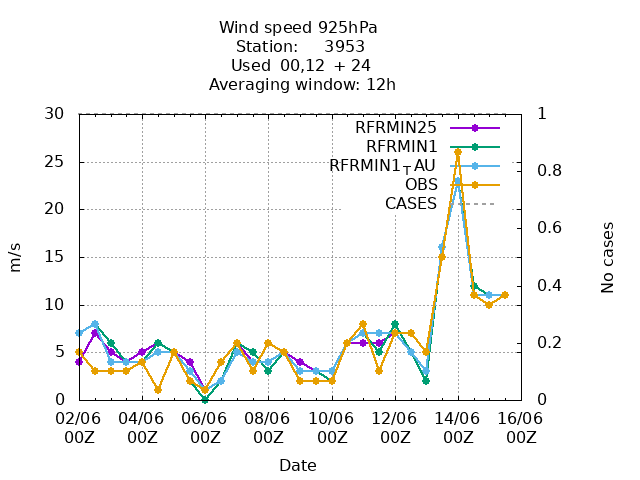 Wind speed 925hPa
Station: 3953
Used 00,12 + 24
Averaging window: 12h
30
25
20
15
10
5
0
m/s
1
0.8
0.6
0.4
0.2
0
No cases
RFRMIN25
RFRMIN1
RFRMIN1TAU
OBS
CASES
02/06 04/06 06/06 08/06 10/06 12/06 14/06 16/06
00Z 00Z 00Z 00Z 00Z 00Z 00Z 00Z
Date